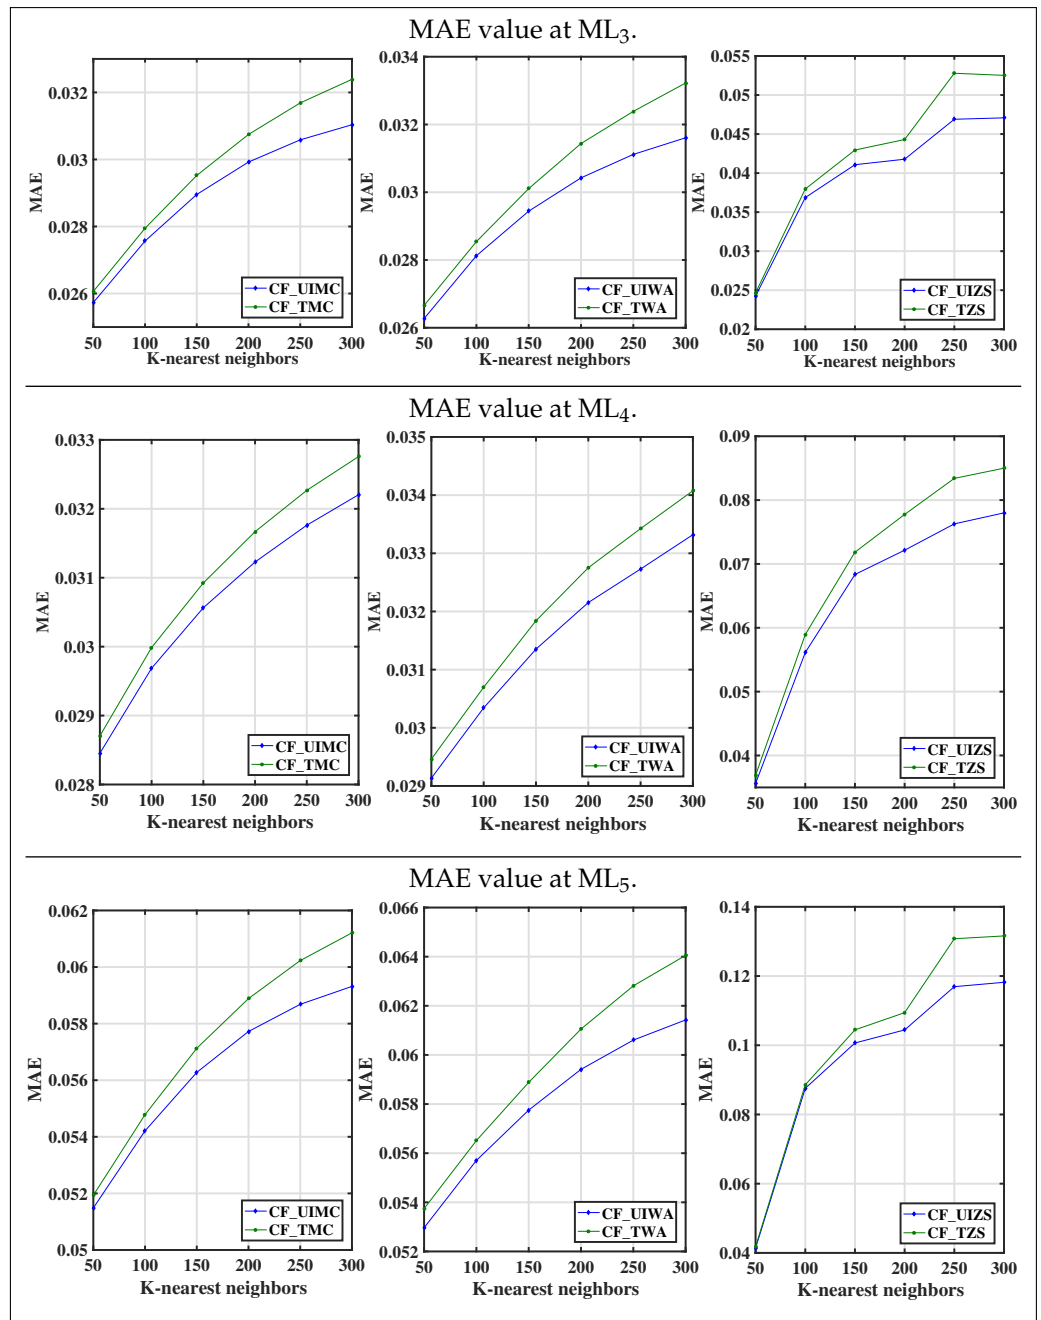 MAE value at ML₃.
0.032
0.03
0.028
0.026
MAE
50 100 150 200 250 300
K-nearest neighbors
CF_UIMC
CF_TMC
0.034
0.032
0.03
0.028
0.026
MAE
50 100 150 200 250 300
K-nearest neighbors
CF_UIWA
CF_TWA
0.055
0.05
0.045
0.04
0.035
0.03
0.025
0.02
MAE
50 100 150 200 250 300
K-nearest neighbors
CF_UIZS
CF_TZS
MAE value at ML₄.
0.033
0.032
0.031
0.03
0.029
0.028
MAE
50 100 150 200 250 300
K-nearest neighbors
CF_UIMC
CF_TMC
0.035
0.034
0.033
0.032
0.031
0.03
0.029
MAE
50 100 150 200 250 300
K-nearest neighbors
CF_UIWA
CF_TWA
0.09
0.08
0.07
0.06
0.05
0.04
MAE
50 100 150 200 250 300
K-nearest neighbors
CF_UIZS
CF_TZS
MAE value at ML₅.
0.062
0.06
0.058
0.056
0.054
0.052
0.05
MAE
50 100 150 200 250 300
K-nearest neighbors
CF_UIMC
CF_TMC
0.066
0.064
0.062
0.06
0.058
0.056
0.054
0.052
MAE
50 100 150 200 250 300
K-nearest neighbors
CF_UIWA
CF_TWA
0.14
0.12
0.1
0.08
0.06
0.04
MAE
50 100 150 200 250 300
K-nearest neighbors
CF_UIZS
CF_TZS